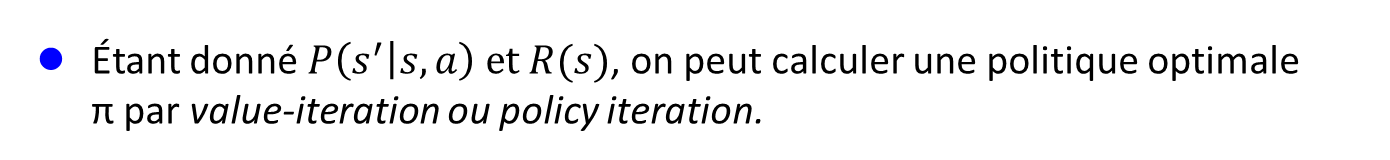 ● Étant donné P(s′|s, a) et R(s), on peut calculer une politique optimale
π par value-iteration ou policy iteration.